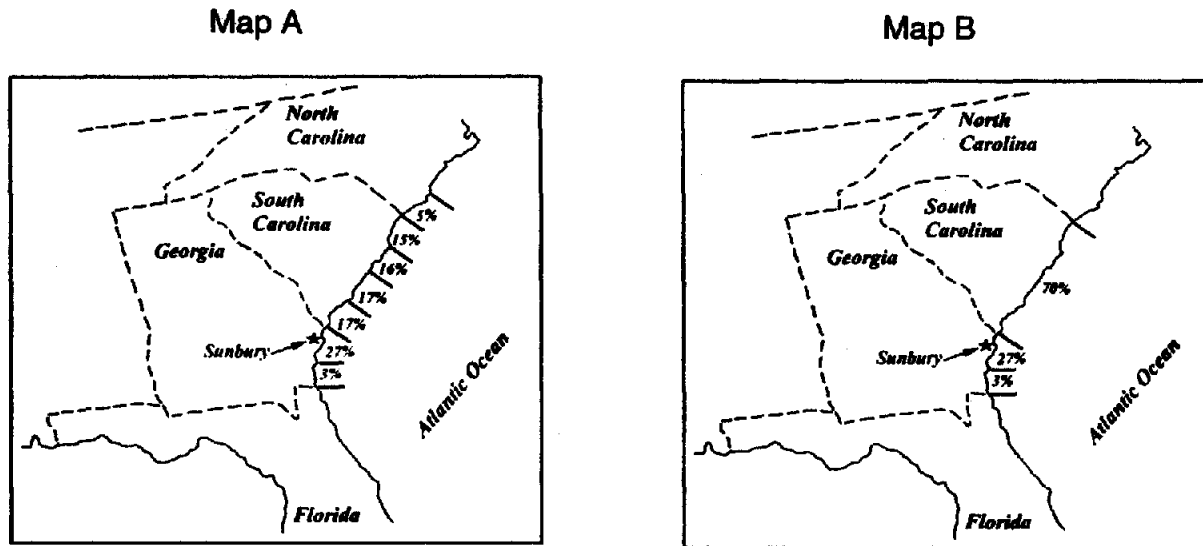 Map A
North
Carolina
South
Carolina
5%
15%
Georgia
16%
17%
17%
Sunbury
27%
3%
Atlantic Ocean
Florida
Map B
North
Carolina
South
Carolina
Georgia
70%
Sunbury
27%
3%
Atlantic Ocean
Florida